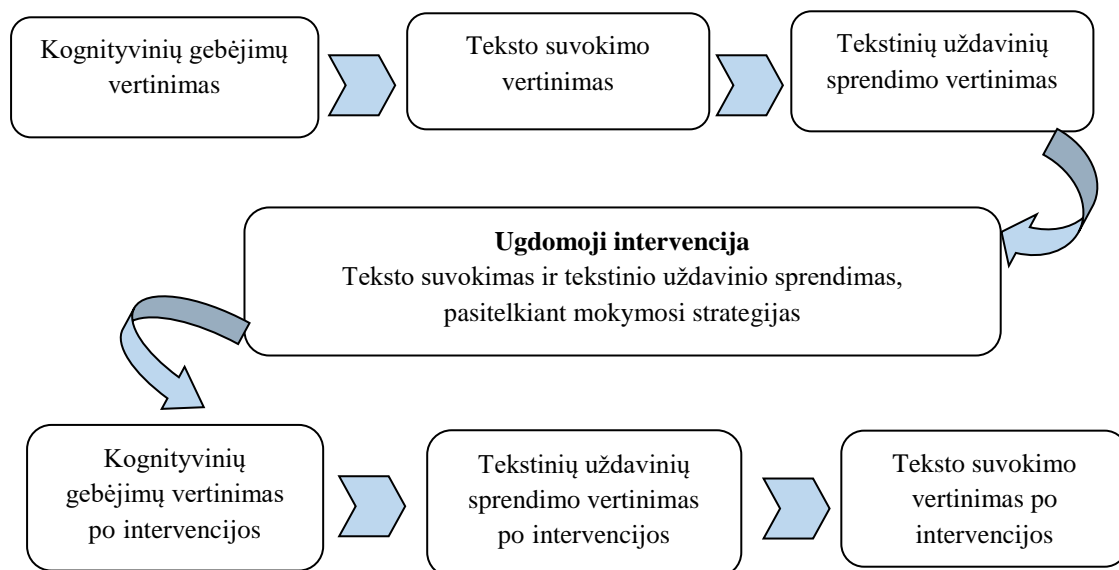 Kognityvinių gebėjimų
vertinimas
Teksto suvokimo
vertinimas
Tekstinių uždavinių
sprendimo vertinimas
Ugdomoji intervencija
Teksto suvokimas ir tekstinio uždavinio sprendimas,
pasitelkiant mokymosi strategijas
Kognityvinių
gebėjimų vertinimas
po intervencijos
Tekstinių uždavinių
sprendimo vertinimas
po intervencijos
Teksto suvokimo
vertinimas po
intervencijos